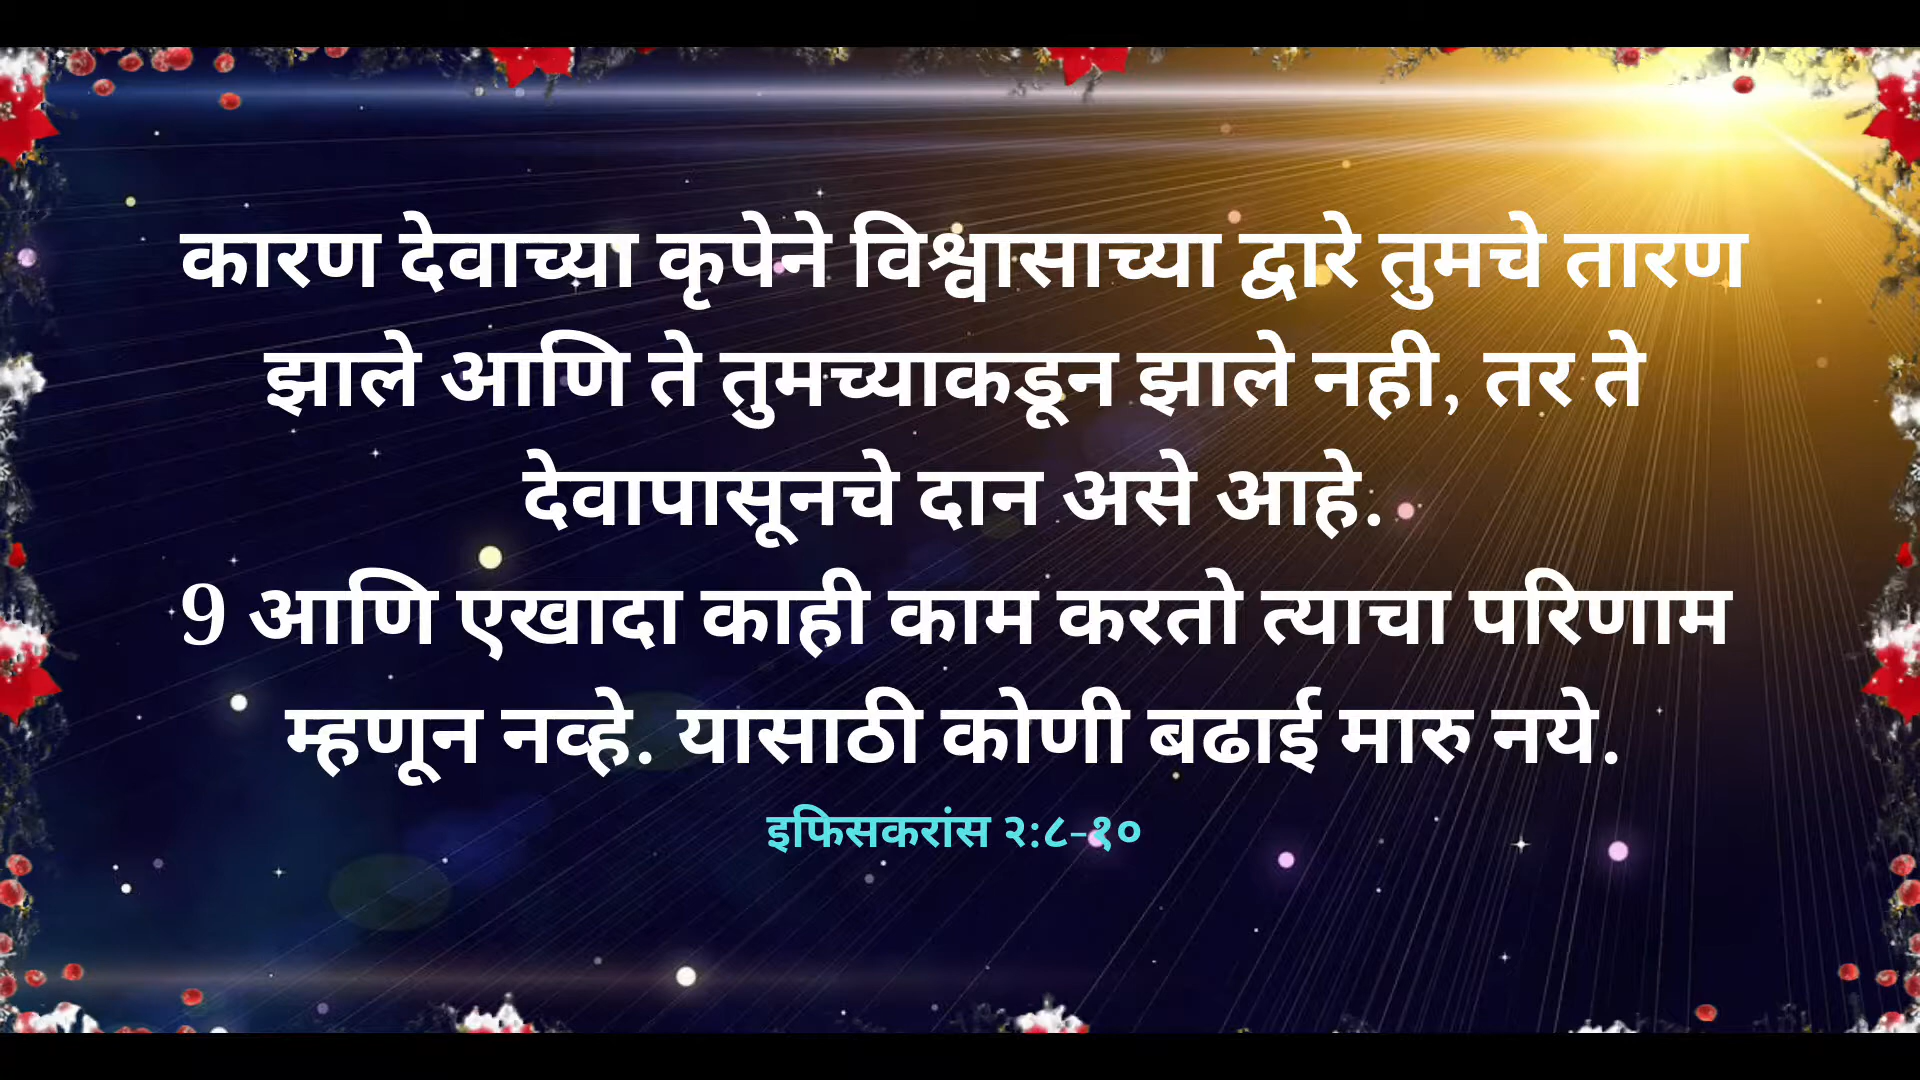 कारण देवाच्या कृपेने विश्वासाच्या द्वारे तुमचे तारण
झाले आणि ते तुमच्याकडून झाले नही, तर ते
देवापासूनचे दान असे आहे.
9 आणि एखादा काही काम करतो त्याचा परिणाम
म्हणून नव्हे. यासाठी कोणी बढाई मारु नये.
इफिसकरांस २:८-१०